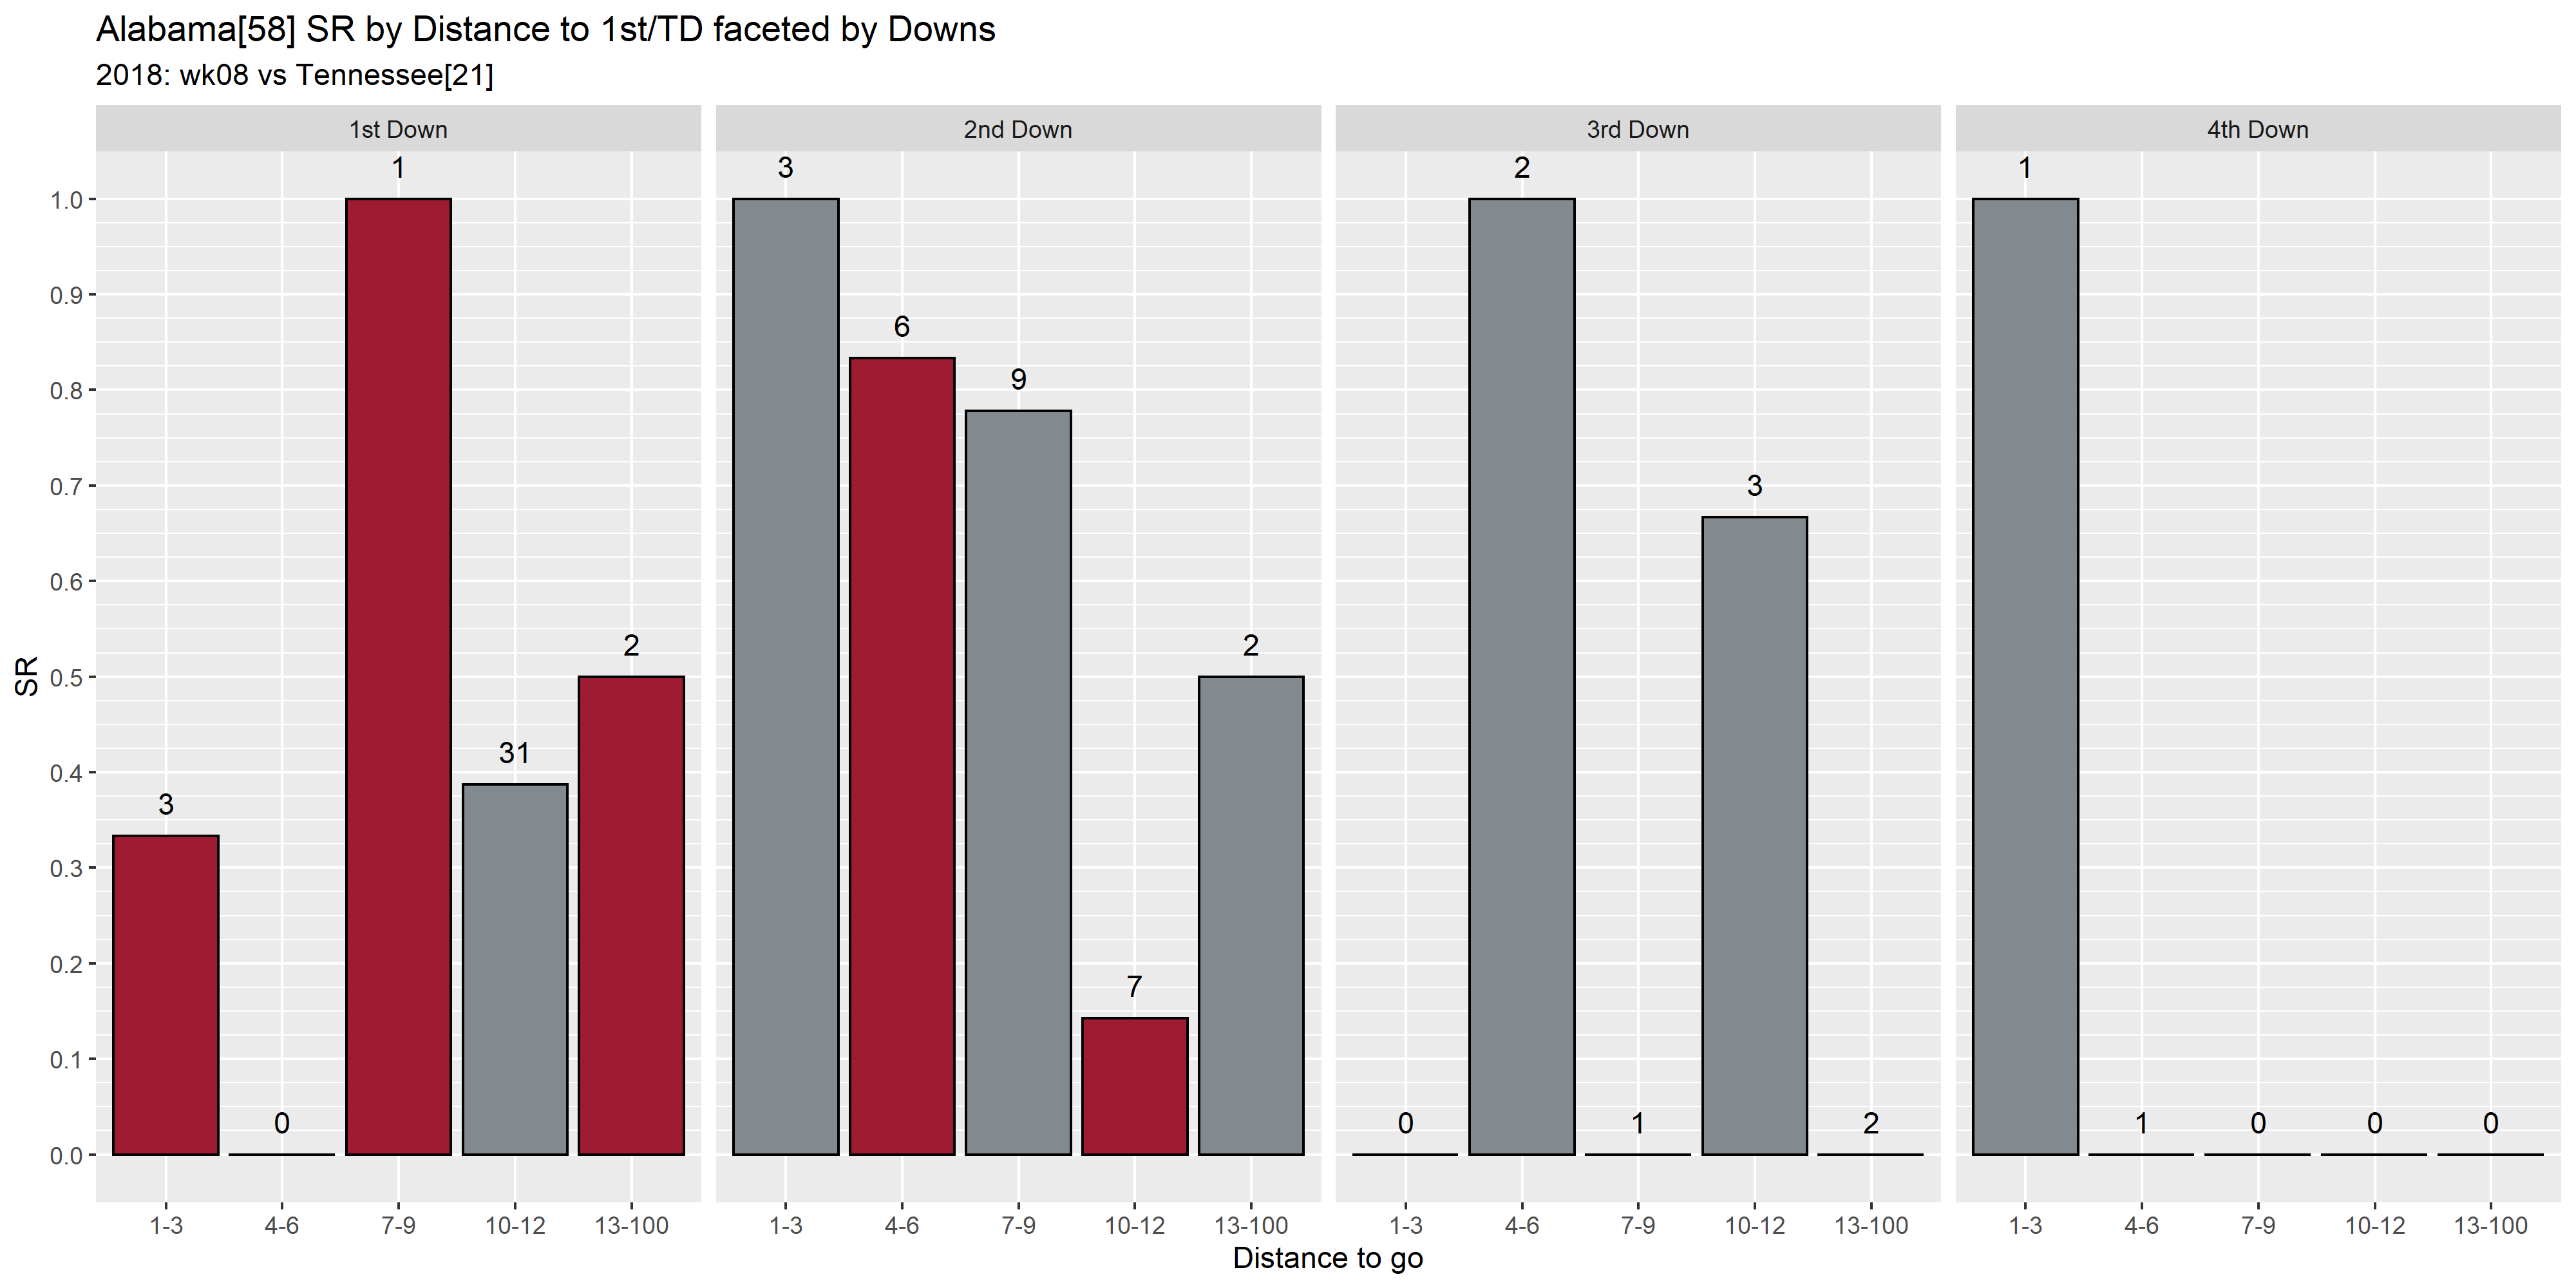 Alabama[58] SR by Distance to 1st/TD faceted by Downs
2018: wk08 vs Tennessee[21]
1st Down 2nd Down 3rd Down 4th Down
SR
1.0
0.9
0.8
0.7
0.6
0.5
0.4
0.3
0.2
0.1
0.0
3 0 1 31 2
3 6 9 7 2
0 2 1 3 2
1 1 0 0 0
1-3 4-6 7-9 10-12 13-100
1-3 4-6 7-9 10-12 13-100
1-3 4-6 7-9 10-12 13-100
1-3 4-6 7-9 10-12 13-100
Distance to go